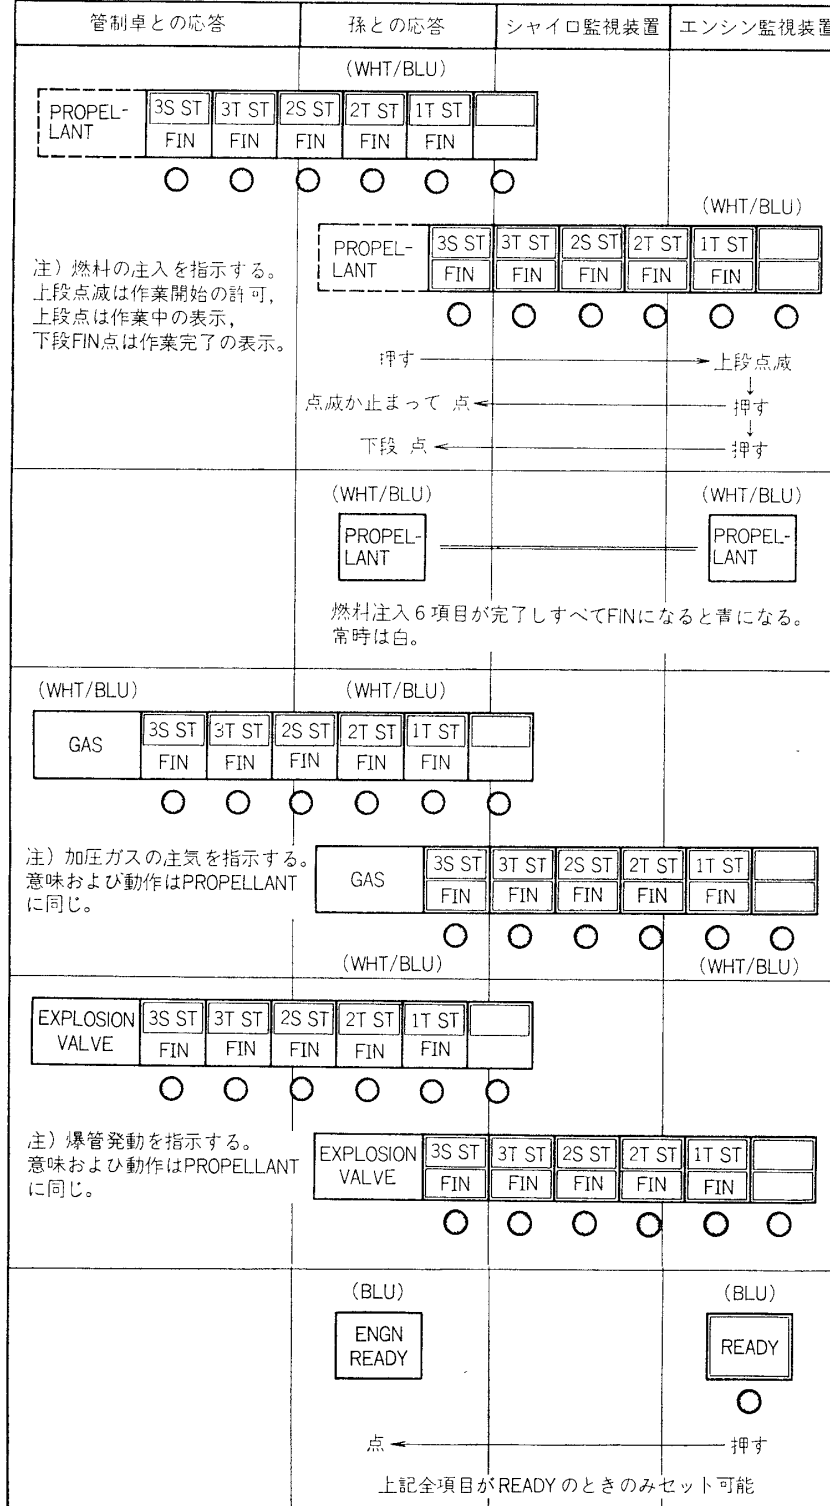 管制卓との応答 孫との応答 シャイロ監視装置 エンシン監視装置
(WHT/BLU)
PROPEL-
LANT
3S ST 3T ST 2S ST 2T ST 1T ST
FIN FIN FIN FIN FIN
(WHT/BLU)
PROPEL-
LANT
3S ST 3T ST 2S ST 2T ST 1T ST
FIN FIN FIN FIN FIN
注) 燃料の注入を指示する。
上段点滅は作業開始の許可,
上段点は作業中の表示,
下段FIN点は作業完了の表示。
押す 上段点滅
点滅か止まって 点 押す
下段 点 押す
(WHT/BLU) (WHT/BLU)
PROPEL-
LANT
PROPEL-
LANT
燃料注入6項目が完了しすべてFINになると青になる。
常時は白。
(WHT/BLU) (WHT/BLU)
GAS
3S ST 3T ST 2S ST 2T ST 1T ST
FIN FIN FIN FIN FIN
注) 加圧ガスの注気を指示する。
意味および動作はPROPELLANT
に同じ。
GAS
3S ST 3T ST 2S ST 2T ST 1T ST
FIN FIN FIN FIN FIN
(WHT/BLU) (WHT/BLU)
EXPLOSION
VALVE
3S ST 3T ST 2S ST 2T ST 1T ST
FIN FIN FIN FIN FIN
注) 爆管発動を指示する。
意味および動作はPROPELLANT
に同じ。
EXPLOSION
VALVE
3S ST 3T ST 2S ST 2T ST 1T ST
FIN FIN FIN FIN FIN
(BLU) (BLU)
ENGN
READY
READY
点 押す
上記全項目がREADYのときのみセット可能